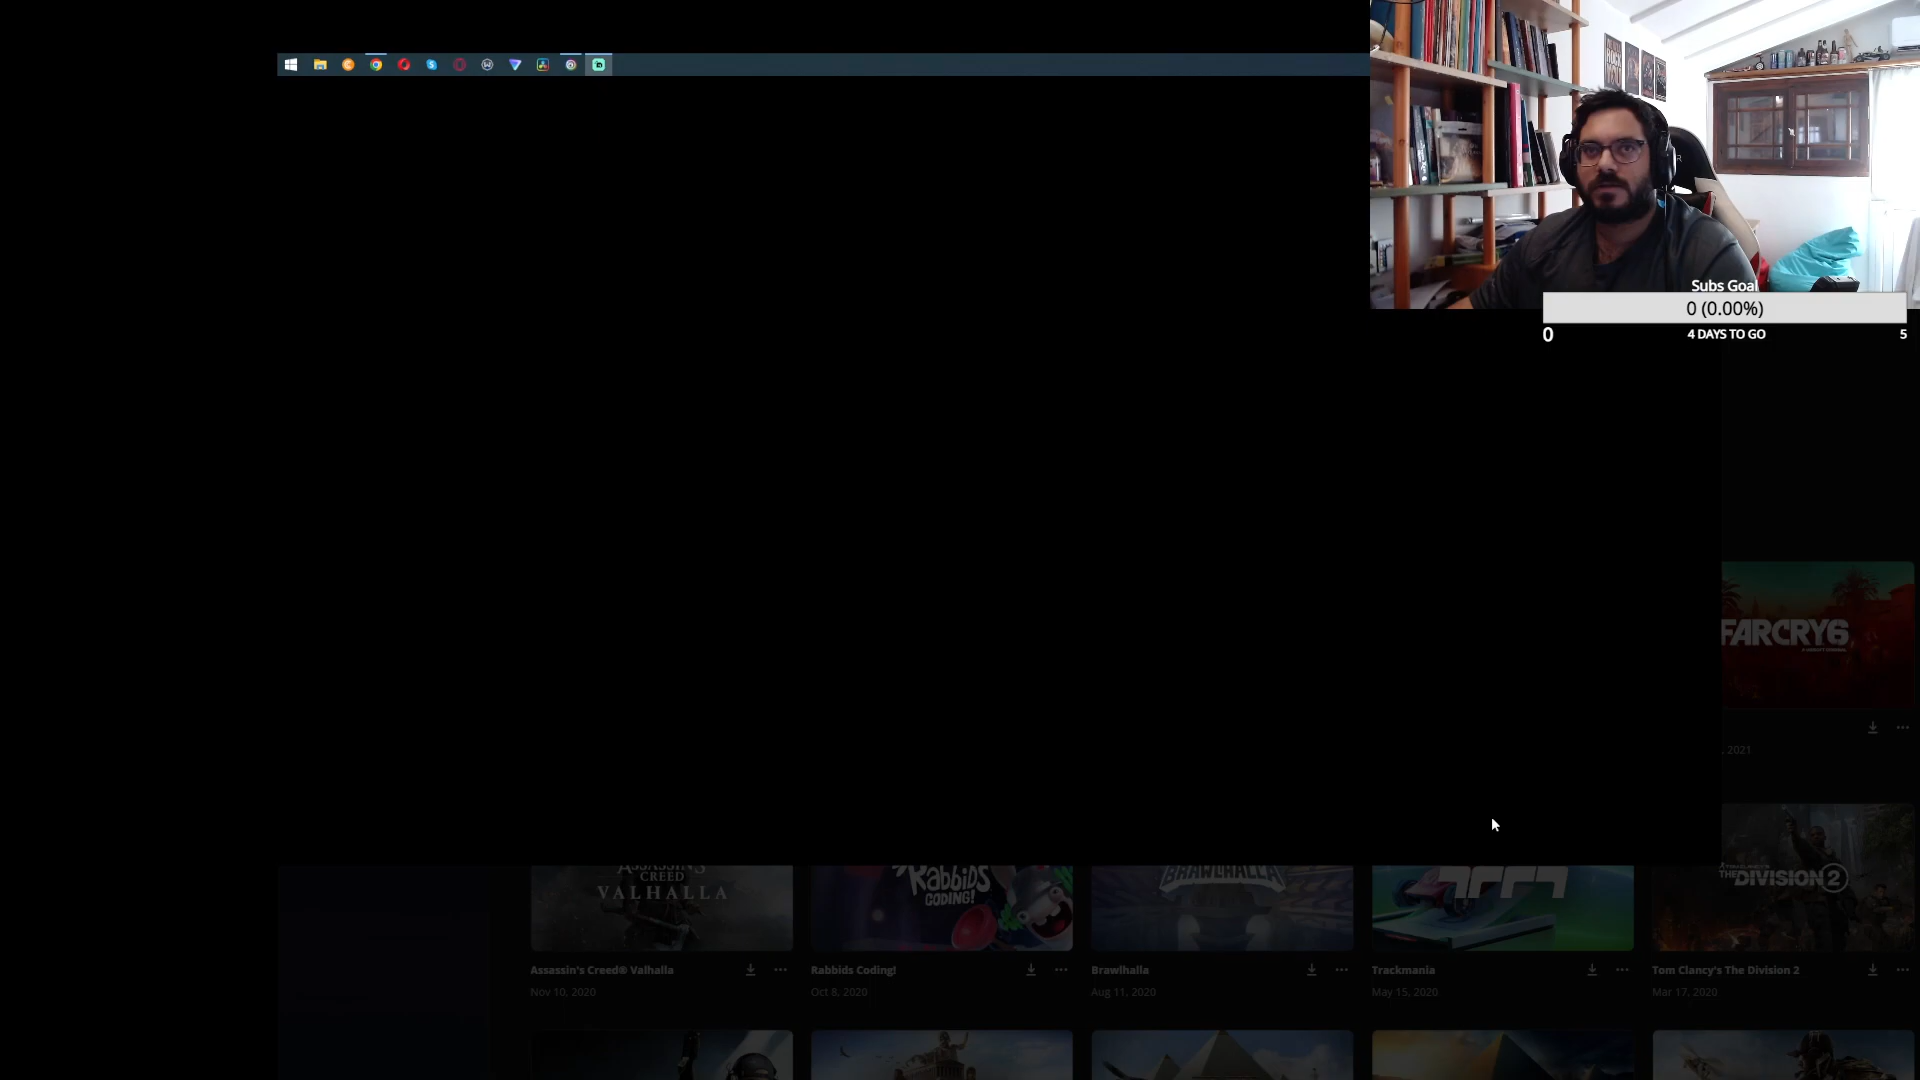 Subs Goal
0 (0.00%)
0
4 DAYS TO GO
5
FARCRY6
, 2021
ASSASSIN'S
CREED
VALHALLA
Rabbids
CODING!
BRAWLHALLA
THE DIVISION 2
Assassin's Creed® Valhalla
Rabbids Coding!
Brawlhalla
Trackmania
Tom Clancy's The Division 2
Nov 10, 2020
Oct 8, 2020
Aug 11, 2020
May 15, 2020
Mar 17, 2020